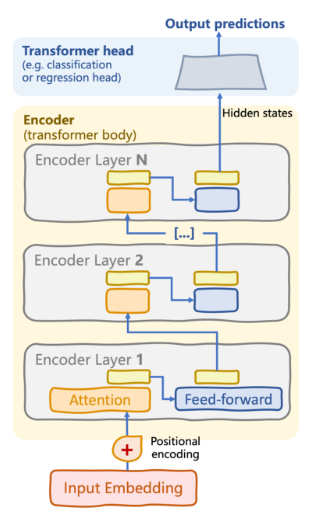 Output predictions
Transformer head
(e.g. classification
or regression head)
Hidden states
Encoder
(transformer body)
Encoder Layer N
[...]
Encoder Layer 2
Encoder Layer 1
Attention
Feed-forward
+
Positional
encoding
Input Embedding